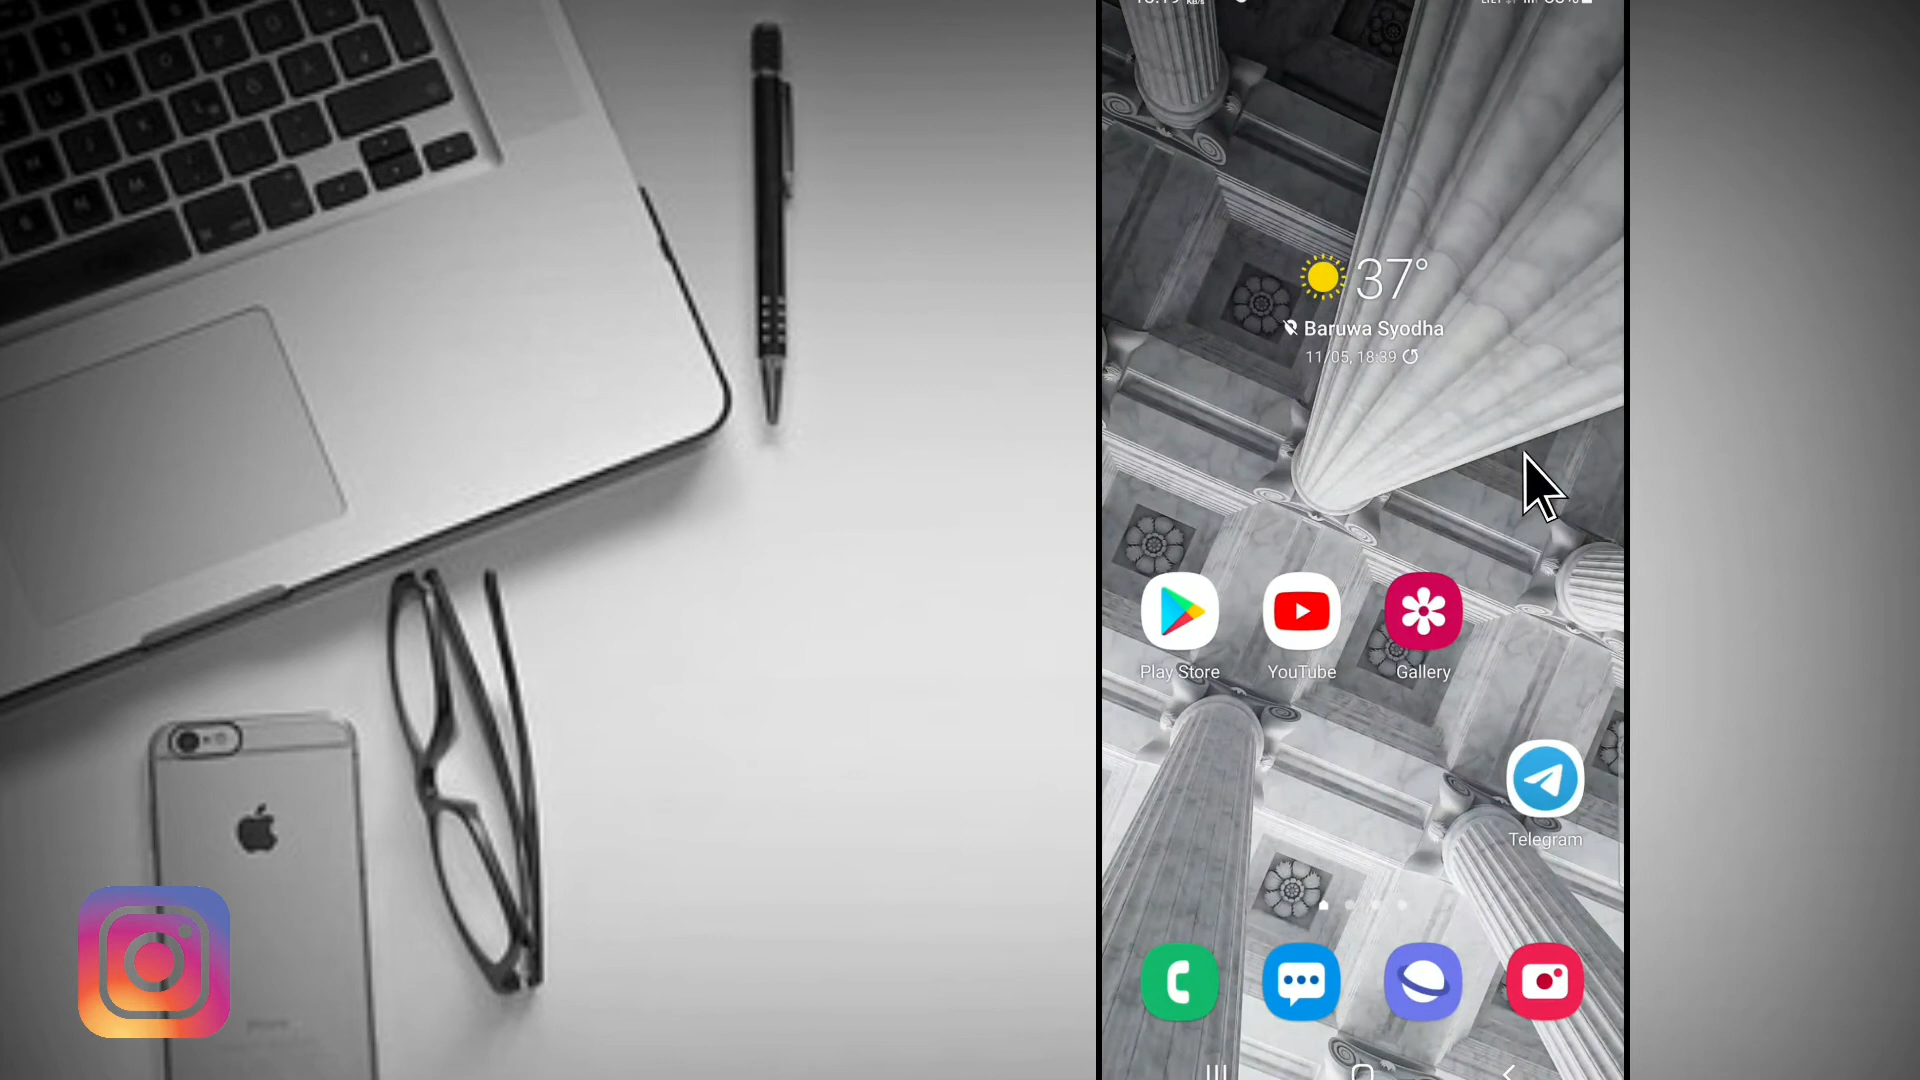 37°
Baruwa Syodha
11/05, 18:39
Play Store
YouTube
Gallery
Telegram